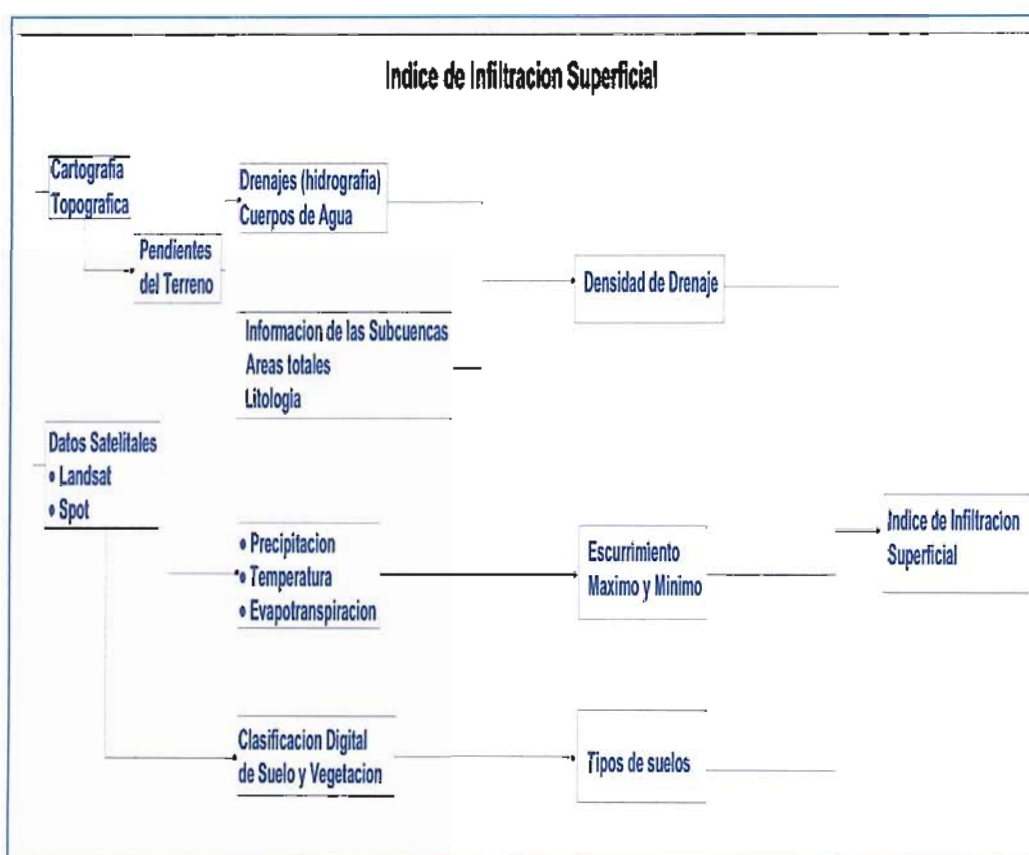 Indice de Infiltracion Superficial
Cartografia
Topografica
Pendientes
del Terreno
Drenajes (hidrografia)
Cuerpos de Agua
Informacion de las Subcuencas
Areas totales
Litologia
Densidad de Drenaje
Datos Satelitales
• Landsat
• Spot
• Precipitacion
• Temperatura
• Evapotranspiracion
Escurrimiento
Maximo y Minimo
Indice de Infiltracion
Superficial
Clasificacion Digital
de Suelo y Vegetacion
Tipos de suelos